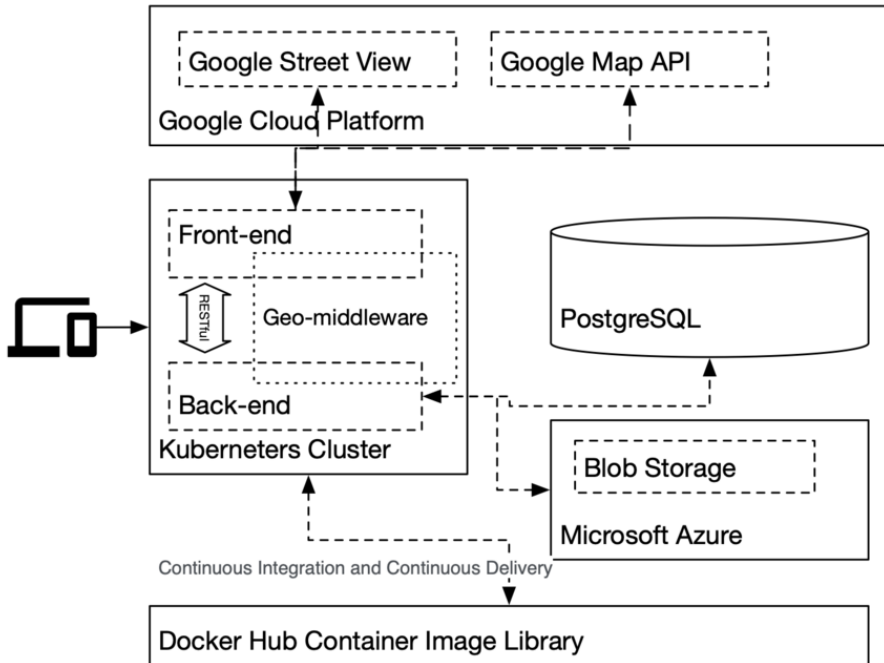 Google Street View
Google Map API
Google Cloud Platform
Front-end
RESTful
Geo-middleware
PostgreSQL
Back-end
Kuberneters Cluster
Blob Storage
Microsoft Azure
Continuous Integration and Continuous Delivery
Docker Hub Container Image Library